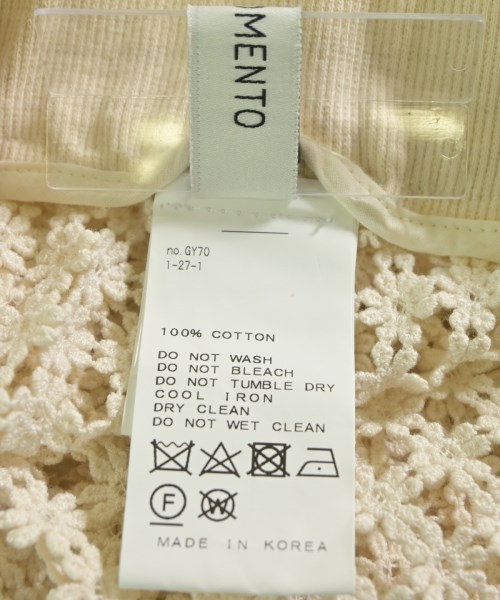 OMENTO
no. GY70
1-27-1
100% COTTON
DO NOT WASH
DO NOT BLEACH
DO NOT TUMBLE DRY
COOL IRON
DRY CLEAN
DO NOT WET CLEAN
F W
MADE IN KOREA